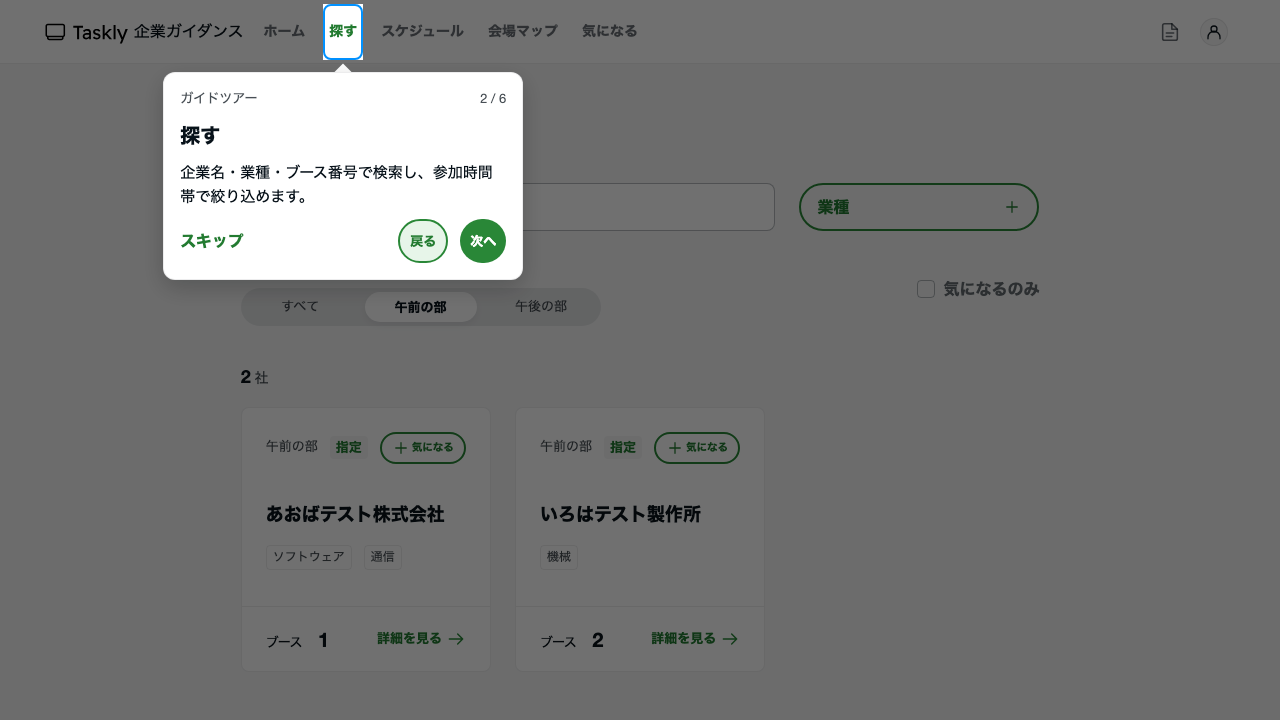 Taskly 企業ガイダンス ホーム 探す スケジュール 会場マップ 気になる
ガイドツアー 2 / 6
探す
企業名・業種・ブース番号で検索し、参加時間
帯で絞り込めます。
スキップ 戻る 次へ
業種
すべて 午前の部 午後の部
気になるのみ
2 社
午前の部 指定 気になる
あおばテスト株式会社
ソフトウェア 通信
ブース 1 詳細を見る
午前の部 指定 気になる
いろはテスト製作所
機械
ブース 2 詳細を見る